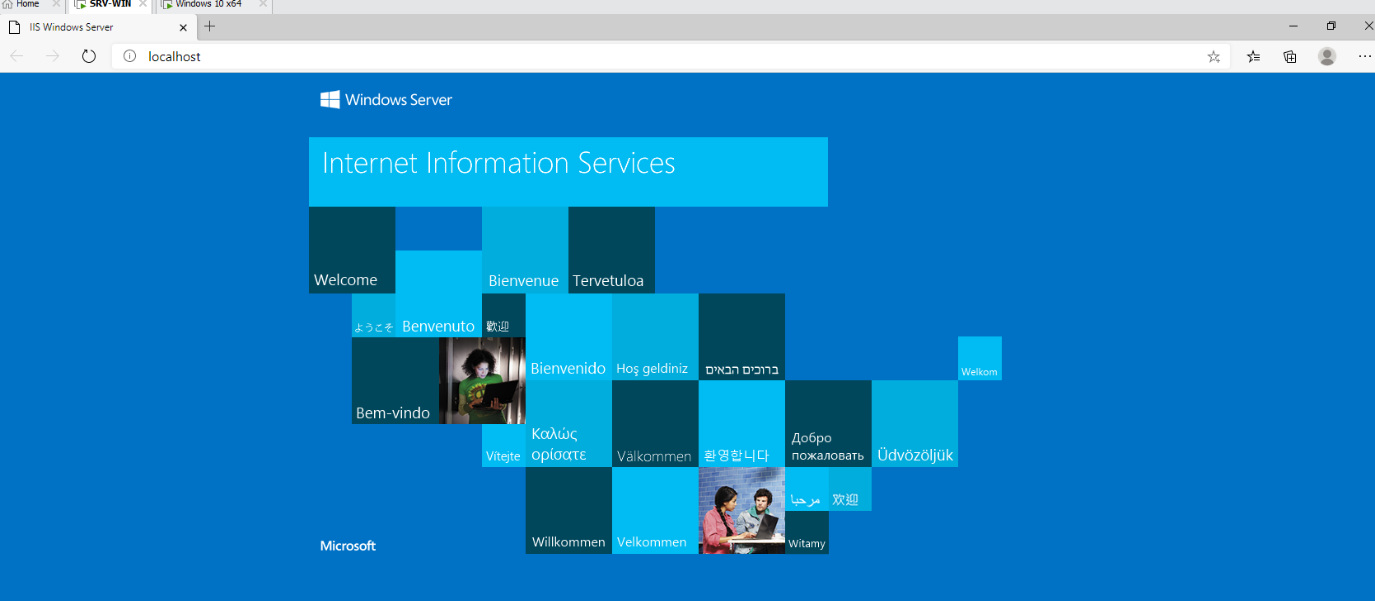 Home
SRV-WIN
Windows 10 x64
IIS Windows Server
localhost
Windows Server
Internet Information Services
Welcome
Bienvenue
Tervetuloa
ようこそ
Benvenuto
歡迎
Bienvenido
Hoş geldiniz
ברוכים הבאים
Welkom
Bem-vindo
Vítejte
Καλώς
ορίσατε
Välkommen
환영합니다
Добро
пожаловать
Üdvözöljük
مرحبا
欢迎
Willkommen
Velkommen
Witamy
Microsoft